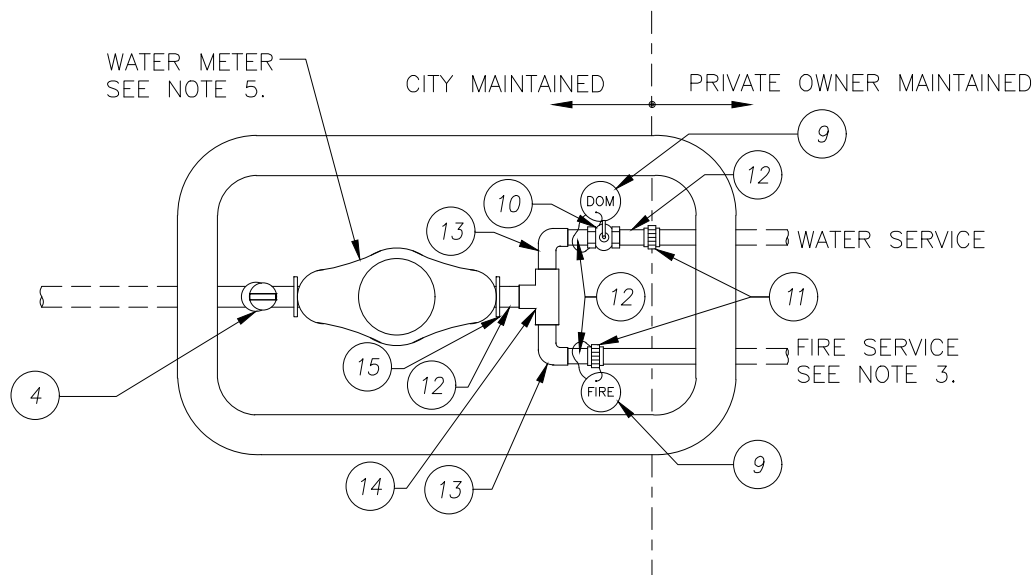 WATER METER
SEE NOTE 5.
CITY MAINTAINED
PRIVATE OWNER MAINTAINED
9
12
10
DOM
13
WATER SERVICE
12
11
15
12
FIRE SERVICE
SEE NOTE 3.
4
FIRE
14
13
9